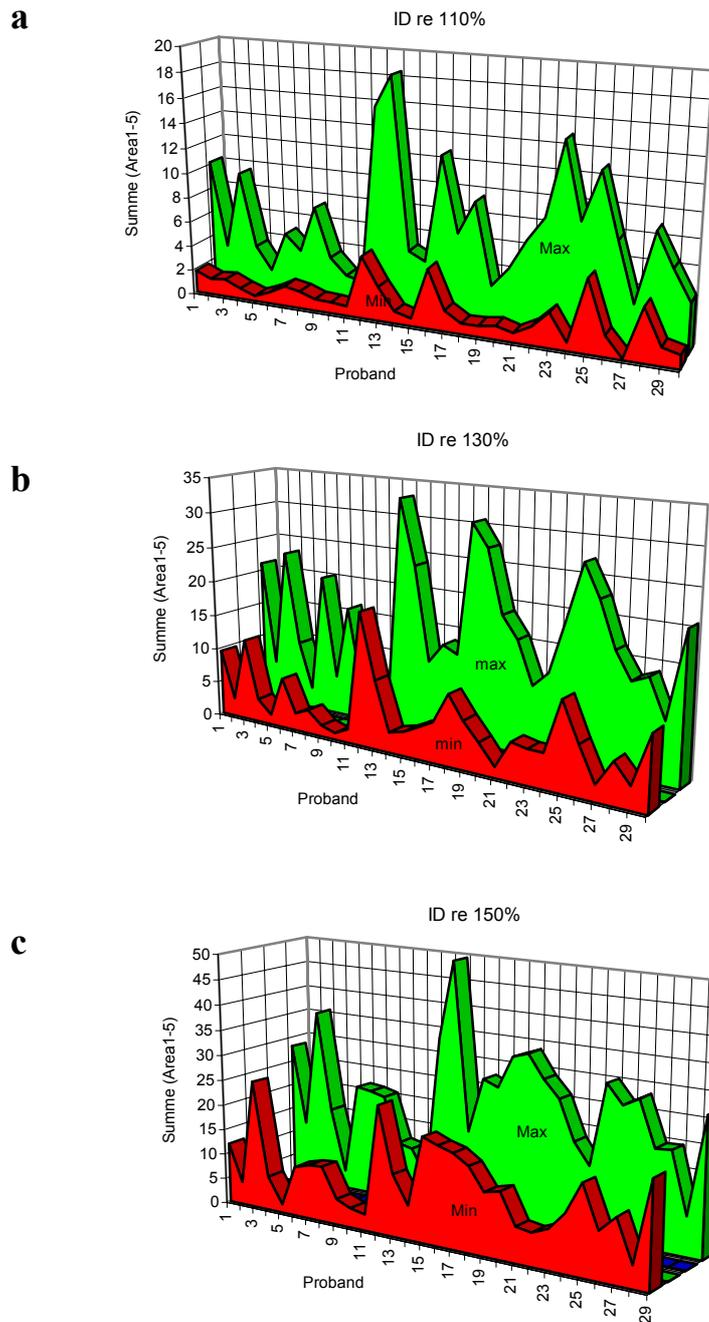 a
ID re 110%
Summe (Area1-5)
20
18
16
14
12
10
8
6
4
2
0
Max
Min
1 3 5 7 9 11 13 15 17 19 21 23 25 27 29
Proband
b
ID re 130%
Summe (Area1-5)
35
30
25
20
15
10
5
0
max
min
1 3 5 7 9 11 13 15 17 19 21 23 25 27 29
Proband
c
ID re 150%
Summe (Area1-5)
50
45
40
35
30
25
20
15
10
5
0
Max
Min
1 3 5 7 9 11 13 15 17 19 21 23 25 27 29
Proband